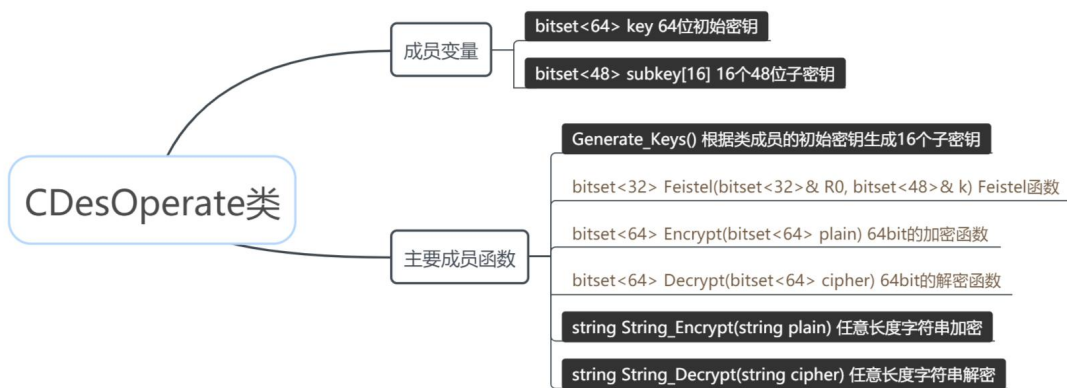 成员变量
bitset<64> key 64位初始密钥
bitset<48> subkey[16] 16个48位子密钥
CDesOperate类
主要成员函数
Generate_Keys() 根据类成员的初始密钥生成16个子密钥
bitset<32> Feistel(bitset<32>& R0, bitset<48>& k) Feistel函数
bitset<64> Encrypt(bitset<64> plain) 64bit的加密函数
bitset<64> Decrypt(bitset<64> cipher) 64bit的解密函数
string String_Encrypt(string plain) 任意长度字符串加密
string String_Decrypt(string cipher) 任意长度字符串解密